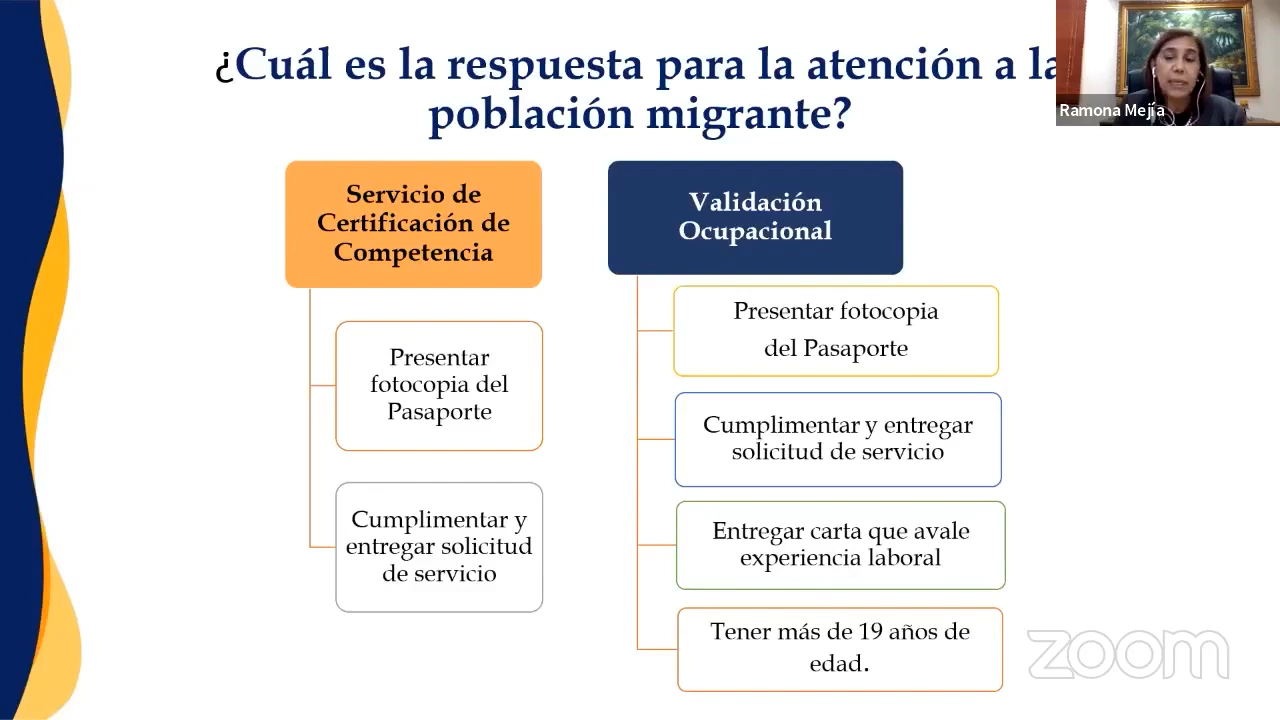 ¿Cuál es la respuesta para la atención a la
población migrante?
Ramona Mejía
Servicio de
Certificación de
Competencia
Presentar
fotocopia del
Pasaporte
Cumplimentar y
entregar solicitud
de servicio
Validación
Ocupacional
Presentar fotocopia
del Pasaporte
Cumplimentar y entregar
solicitud de servicio
Entregar carta que avale
experiencia laboral
Tener más de 19 años de
edad.
zoom